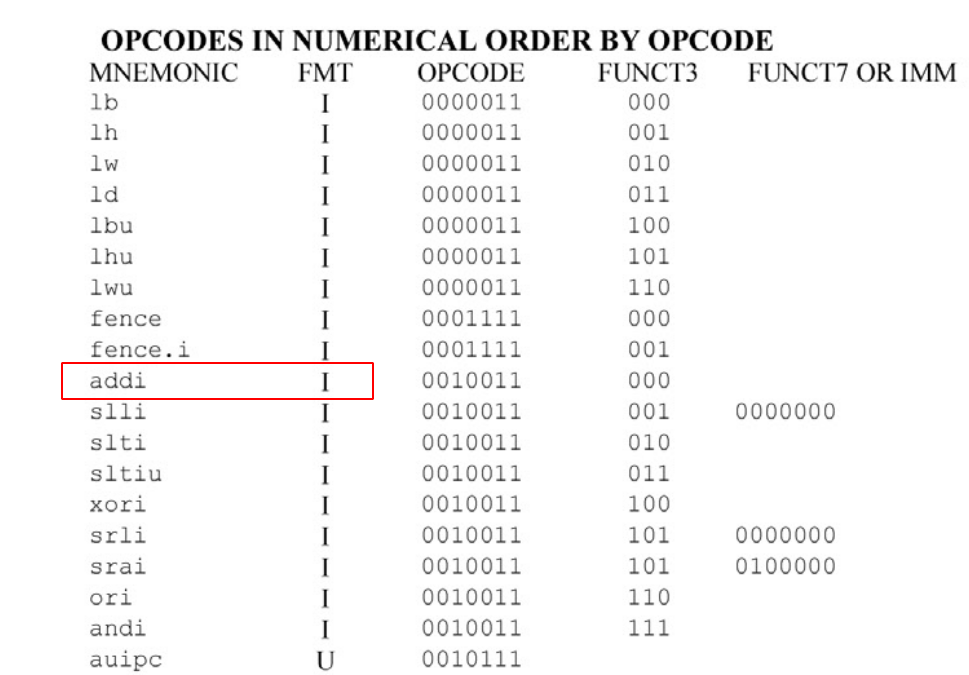 OPCODES IN NUMERICAL ORDER BY OPCODE
MNEMONIC FMT OPCODE FUNCT3 FUNCT7 OR IMM
lb I 0000011 000
lh I 0000011 001
lw I 0000011 010
ld I 0000011 011
lbu I 0000011 100
lhu I 0000011 101
lwu I 0000011 110
fence I 0001111 000
fence.i I 0001111 001
addi I 0010011 000
slli I 0010011 001 0000000
slti I 0010011 010
sltiu I 0010011 011
xori I 0010011 100
srli I 0010011 101 0000000
srai I 0010011 101 0100000
ori I 0010011 110
andi I 0010011 111
auipc U 0010111